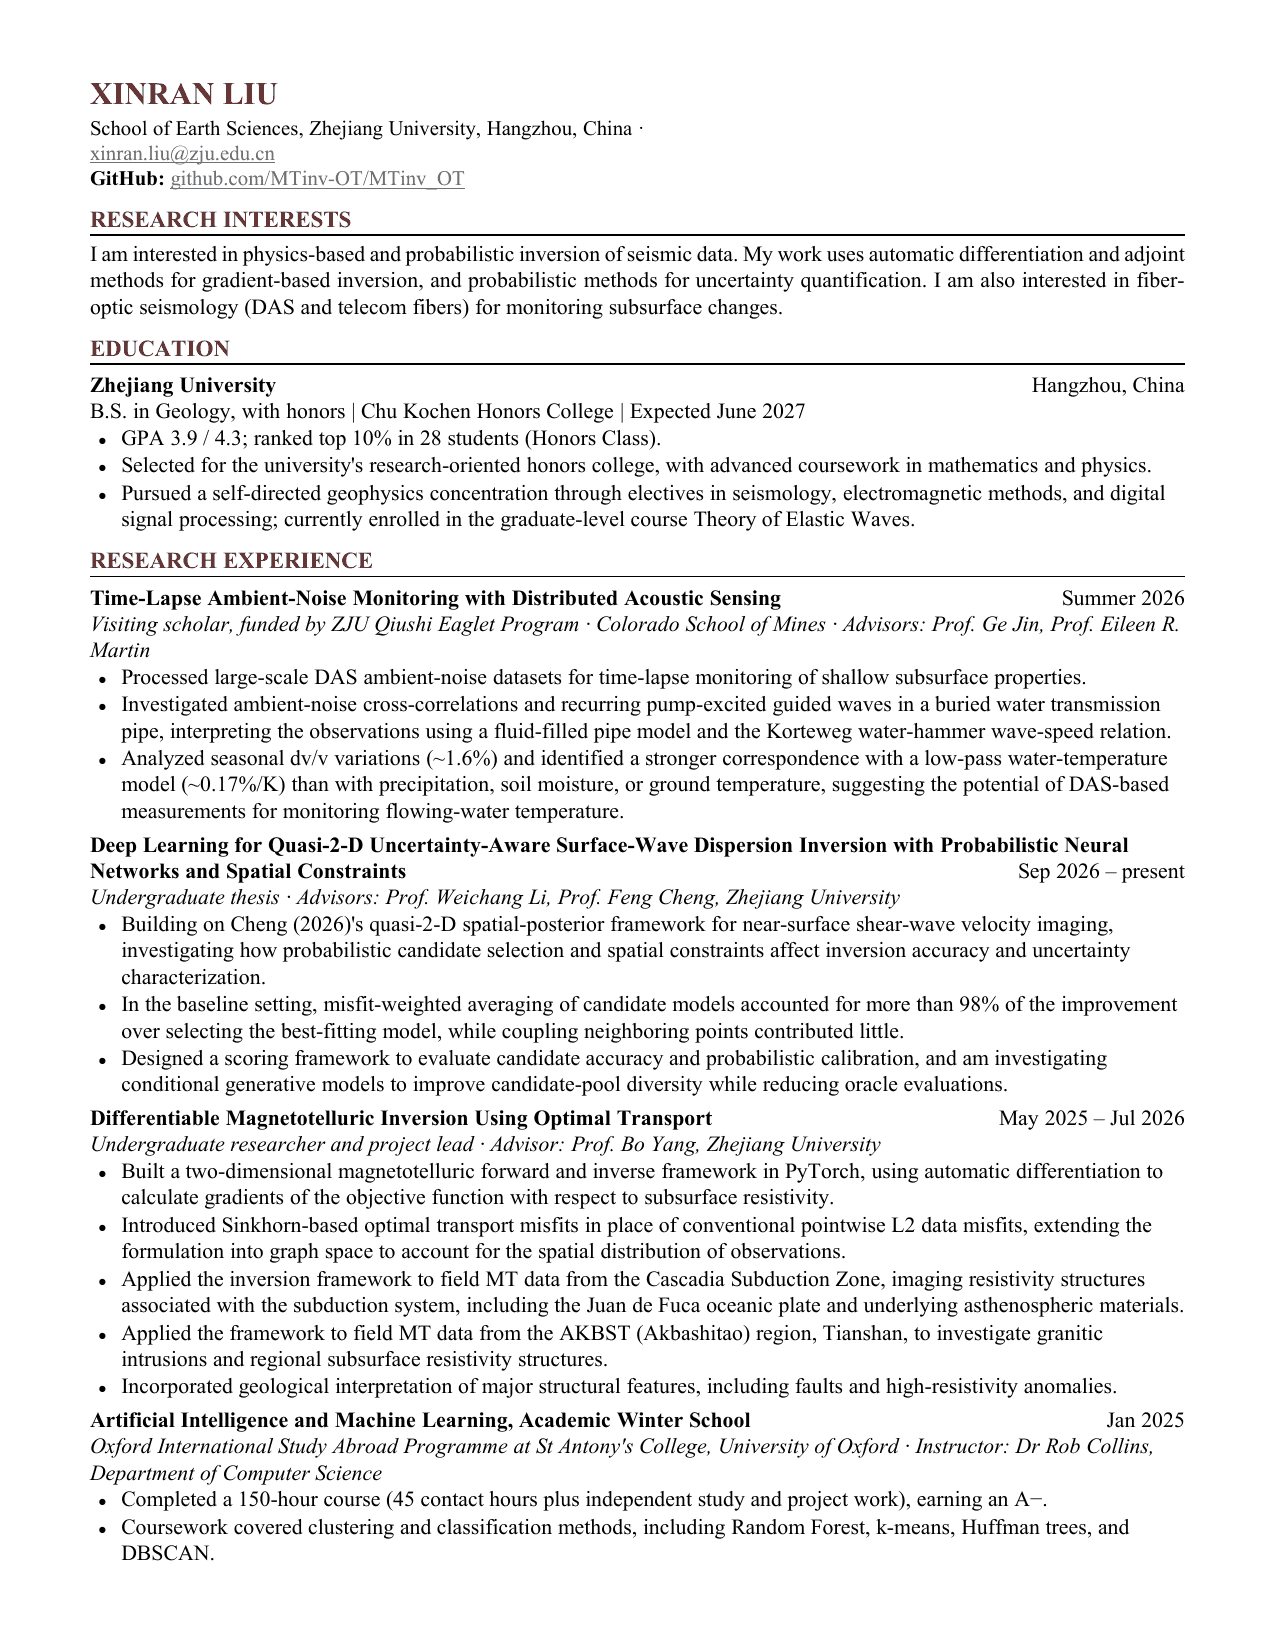 XINRAN LIU
School of Earth Sciences, Zhejiang University, Hangzhou, China ·
xinran.liu@zju.edu.cn
GitHub: github.com/MTinv-OT/MTinv_OT
RESEARCH INTERESTS
I am interested in physics-based and probabilistic inversion of seismic data. My work uses automatic differentiation and adjoint
methods for gradient-based inversion, and probabilistic methods for uncertainty quantification. I am also interested in fiber-
optic seismology (DAS and telecom fibers) for monitoring subsurface changes.
EDUCATION
Zhejiang University Hangzhou, China
B.S. in Geology, with honors | Chu Kochen Honors College | Expected June 2027
• GPA 3.9 / 4.3; ranked top 10% in 28 students (Honors Class).
• Selected for the university's research-oriented honors college, with advanced coursework in mathematics and physics.
• Pursued a self-directed geophysics concentration through electives in seismology, electromagnetic methods, and digital
signal processing; currently enrolled in the graduate-level course Theory of Elastic Waves.
RESEARCH EXPERIENCE
Time-Lapse Ambient-Noise Monitoring with Distributed Acoustic Sensing Summer 2026
Visiting scholar, funded by ZJU Qiushi Eaglet Program · Colorado School of Mines · Advisors: Prof. Ge Jin, Prof. Eileen R.
Martin
• Processed large-scale DAS ambient-noise datasets for time-lapse monitoring of shallow subsurface properties.
• Investigated ambient-noise cross-correlations and recurring pump-excited guided waves in a buried water transmission
pipe, interpreting the observations using a fluid-filled pipe model and the Korteweg water-hammer wave-speed relation.
• Analyzed seasonal dv/v variations (~1.6%) and identified a stronger correspondence with a low-pass water-temperature
model (~0.17%/K) than with precipitation, soil moisture, or ground temperature, suggesting the potential of DAS-based
measurements for monitoring flowing-water temperature.
Deep Learning for Quasi-2-D Uncertainty-Aware Surface-Wave Dispersion Inversion with Probabilistic Neural
Networks and Spatial Constraints Sep 2026 – present
Undergraduate thesis · Advisors: Prof. Weichang Li, Prof. Feng Cheng, Zhejiang University
• Building on Cheng (2026)'s quasi-2-D spatial-posterior framework for near-surface shear-wave velocity imaging,
investigating how probabilistic candidate selection and spatial constraints affect inversion accuracy and uncertainty
characterization.
• In the baseline setting, misfit-weighted averaging of candidate models accounted for more than 98% of the improvement
over selecting the best-fitting model, while coupling neighboring points contributed little.
• Designed a scoring framework to evaluate candidate accuracy and probabilistic calibration, and am investigating
conditional generative models to improve candidate-pool diversity while reducing oracle evaluations.
Differentiable Magnetotelluric Inversion Using Optimal Transport May 2025 – Jul 2026
Undergraduate researcher and project lead · Advisor: Prof. Bo Yang, Zhejiang University
• Built a two-dimensional magnetotelluric forward and inverse framework in PyTorch, using automatic differentiation to
calculate gradients of the objective function with respect to subsurface resistivity.
• Introduced Sinkhorn-based optimal transport misfits in place of conventional pointwise L2 data misfits, extending the
formulation into graph space to account for the spatial distribution of observations.
• Applied the inversion framework to field MT data from the Cascadia Subduction Zone, imaging resistivity structures
associated with the subduction system, including the Juan de Fuca oceanic plate and underlying asthenospheric materials.
• Applied the framework to field MT data from the AKBST (Akbashitao) region, Tianshan, to investigate granitic
intrusions and regional subsurface resistivity structures.
• Incorporated geological interpretation of major structural features, including faults and high-resistivity anomalies.
Artificial Intelligence and Machine Learning, Academic Winter School Jan 2025
Oxford International Study Abroad Programme at St Antony's College, University of Oxford · Instructor: Dr Rob Collins,
Department of Computer Science
• Completed a 150-hour course (45 contact hours plus independent study and project work), earning an A−.
• Coursework covered clustering and classification methods, including Random Forest, k-means, Huffman trees, and
DBSCAN.